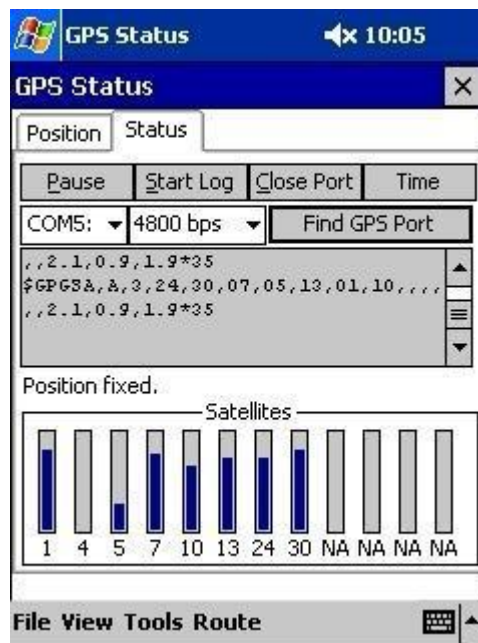 GPS Status 10:05
GPS Status
Position Status
Pause Start Log Close Port Time
COM5: 4800 bps Find GPS Port
,,2.1,0.9,1.9*35
$GPGSA,A,3,24,30,07,05,13,01,10,,,,
,,2.1,0.9,1.9*35
Position fixed.
Satellites
1 4 5 7 10 13 24 30 NA NA NA NA
File View Tools Route